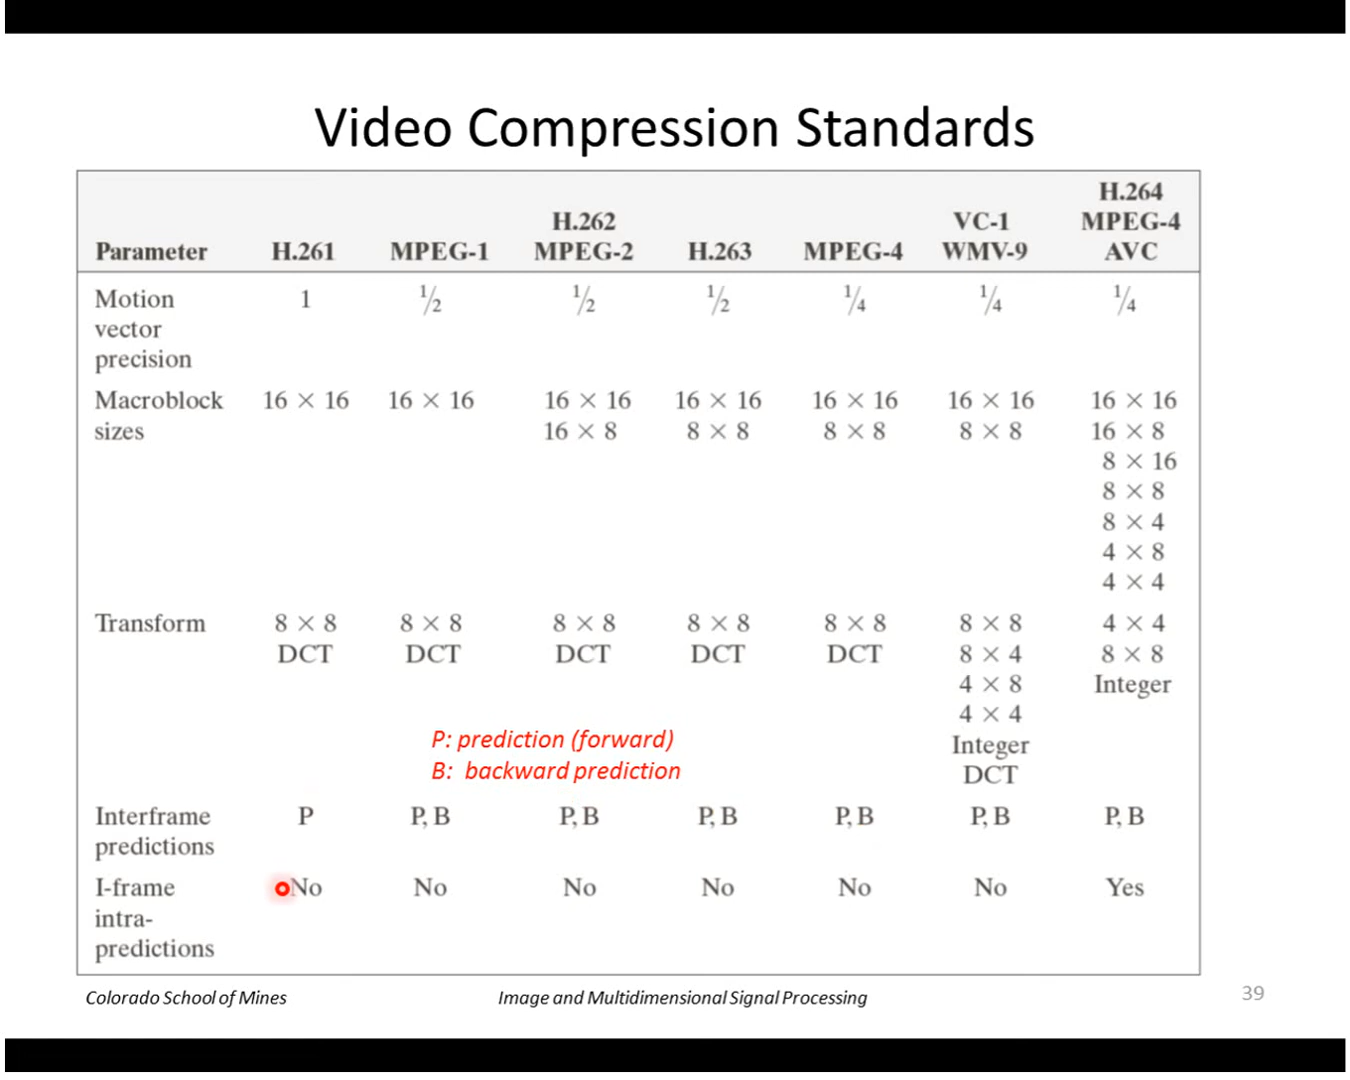 Video Compression Standards
H.264
H.262 VC-1 MPEG-4
Parameter H.261 MPEG-1 MPEG-2 H.263 MPEG-4 WMV-9 AVC
Motion 1 ½ ½ ½ ¼ ¼ ¼
vector
precision
Macroblock 16 × 16 16 × 16 16 × 16 16 × 16 16 × 16 16 × 16 16 × 16
sizes 16 × 8 8 × 8 8 × 8 8 × 8 16 × 8
8 × 16
8 × 8
8 × 4
4 × 8
4 × 4
Transform 8 × 8 8 × 8 8 × 8 8 × 8 8 × 8 8 × 8 4 × 4
DCT DCT DCT DCT DCT 8 × 4 8 × 8
4 × 8 Integer
4 × 4
P: prediction (forward) Integer
B: backward prediction DCT
Interframe P P, B P, B P, B P, B P, B P, B
predictions
I-frame No No No No No No Yes
intra-
predictions
Colorado School of Mines Image and Multidimensional Signal Processing 39